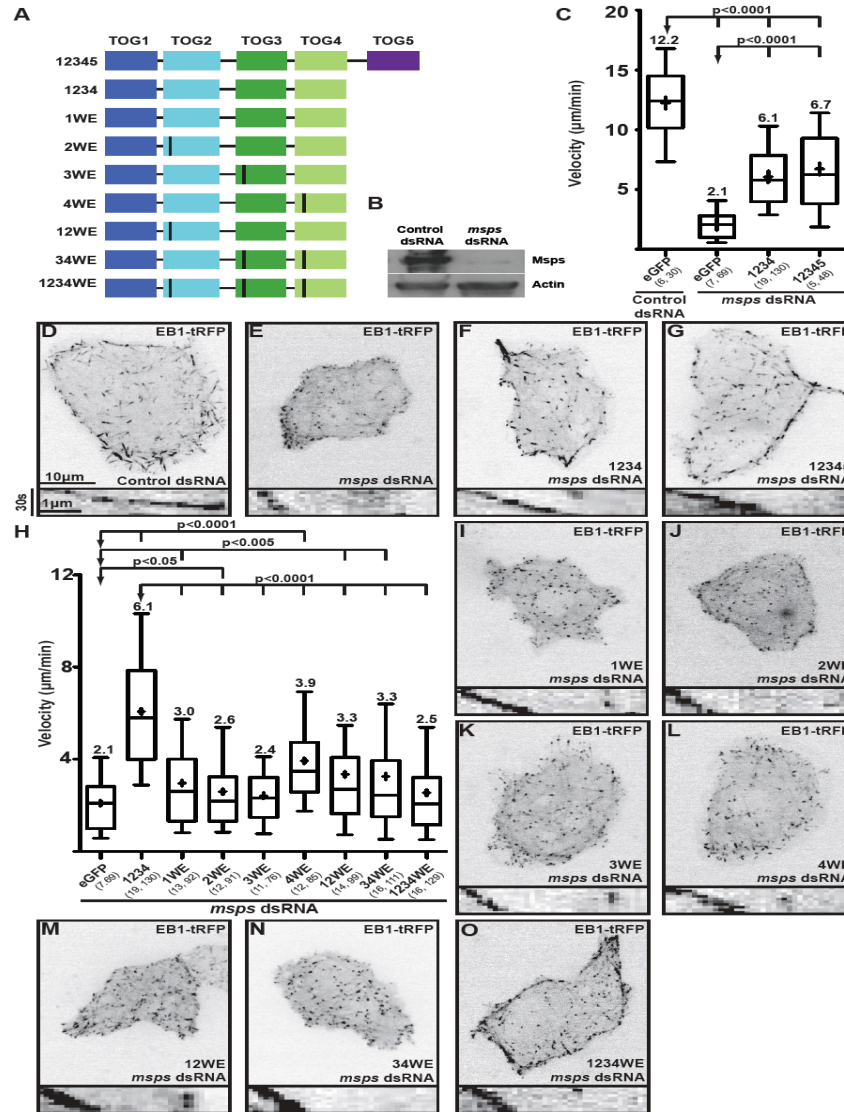 A
TOG1 TOG2 TOG3 TOG4 TOG5
12345
1234
1WE
2WE
3WE
4WE
12WE
34WE
1234WE
B
Control dsRNA
msps dsRNA
Msps
Actin
C
p<0.0001
p<0.0001
Velocity (µm/min)
20
15
10
5
12.2
2.1
6.1
6.7
eGFP (6, 30)
eGFP (7, 69)
1234 (19, 130)
12345 (5, 48)
Control dsRNA
msps dsRNA
D
EB1-tRFP
10µm
Control dsRNA
30s
1µm
E
EB1-tRFP
msps dsRNA
F
EB1-tRFP
1234
msps dsRNA
G
EB1-tRFP
12345
msps dsRNA
H
p<0.0001
p<0.005
p<0.05
p<0.0001
Velocity (µm/min)
12
8
4
2.1
6.1
3.0
2.6
2.4
3.9
3.3
3.3
2.5
eGFP (7,69)
1234 (19, 130)
1WE (13, 92)
2WE (12, 91)
3WE (11, 76)
4WE (12, 85)
12WE (14, 99)
34WE (16, 111)
1234WE (16, 129)
msps dsRNA
I
EB1-tRFP
1WE
msps dsRNA
J
EB1-tRFP
2WE
msps dsRNA
K
EB1-tRFP
3WE
msps dsRNA
L
EB1-tRFP
4WE
msps dsRNA
M
EB1-tRFP
12WE
msps dsRNA
N
EB1-tRFP
34WE
msps dsRNA
O
EB1-tRFP
1234WE
msps dsRNA